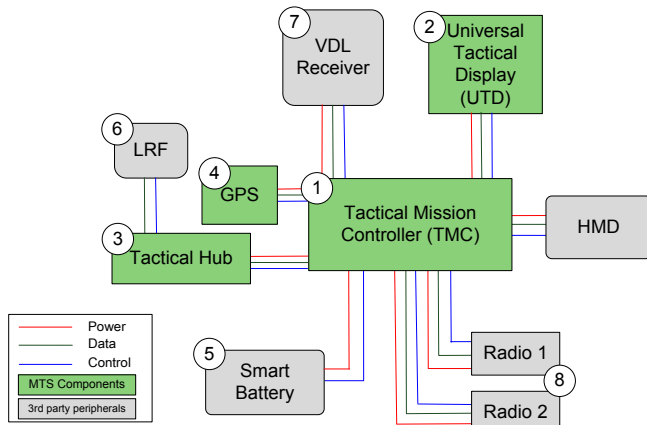 7
VDL
Receiver
2
Universal
Tactical
Display
(UTD)
6
LRF
4
GPS
1
Tactical Mission
Controller (TMC)
HMD
3
Tactical Hub
5
Smart
Battery
Radio 1
8
Radio 2
Power
Data
Control
MTS Components
3rd party peripherals